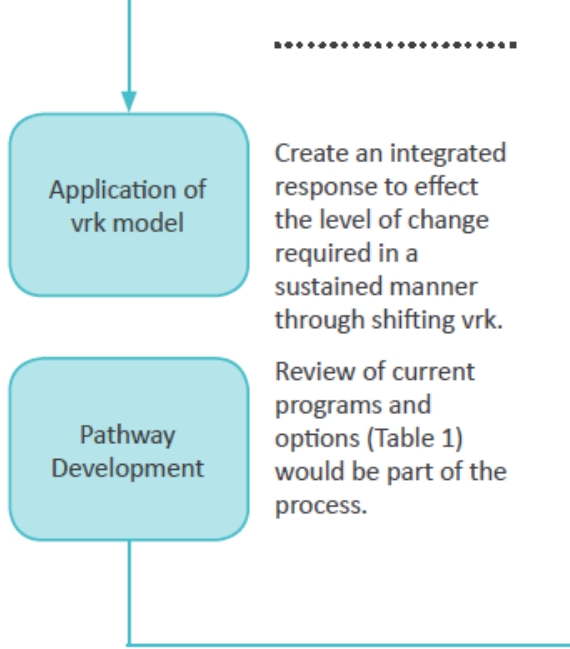 Application of
vrk model
Create an integrated
response to effect
the level of change
required in a
sustained manner
through shifting vrk.
Pathway
Development
Review of current
programs and
options (Table 1)
would be part of the
process.